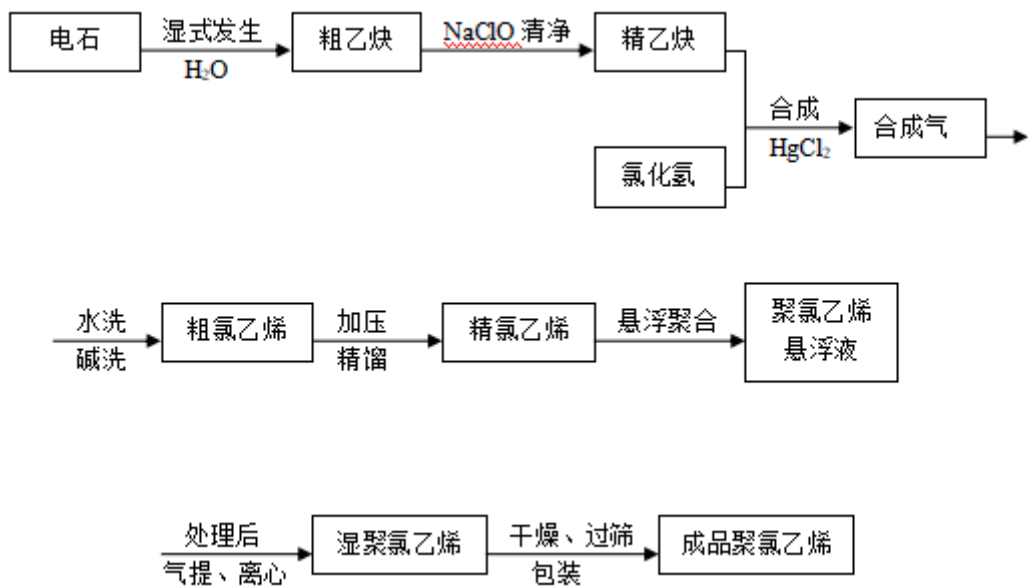 电石
湿式发生
H₂O
粗乙炔
NaClO 清净
精乙炔
氯化氢
合成
HgCl₂
合成气
水洗
碱洗
粗氯乙烯
加压
精馏
精氯乙烯
悬浮聚合
聚氯乙烯
悬浮液
处理后
气提、离心
湿聚氯乙烯
干燥、过筛
包装
成品聚氯乙烯